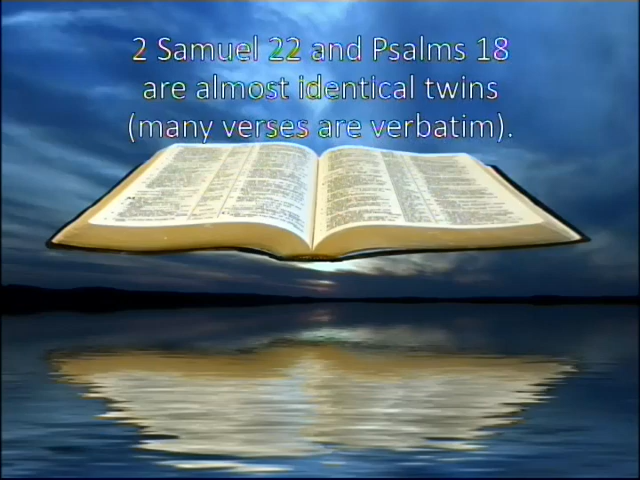 2 Samuel 22 and Psalms 18
are almost identical twins
(many verses are verbatim).